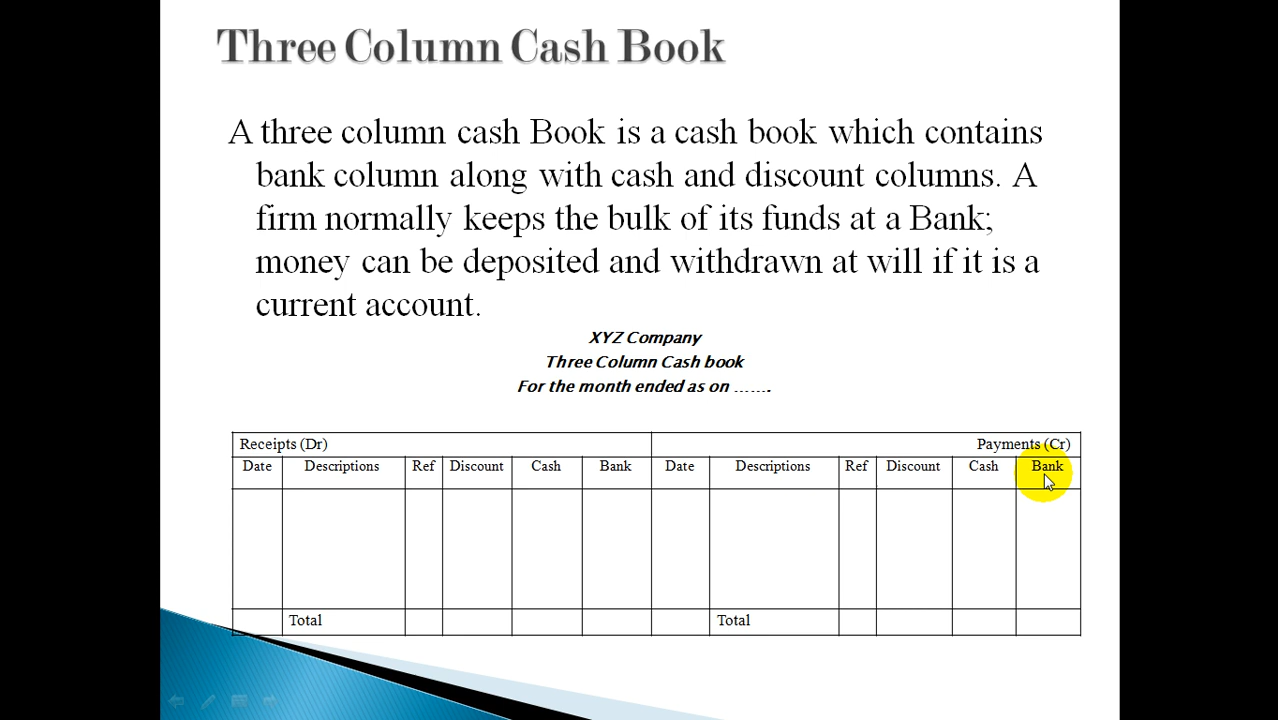 Three Column Cash Book
A three column cash Book is a cash book which contains
bank column along with cash and discount columns. A
firm normally keeps the bulk of its funds at a Bank;
money can be deposited and withdrawn at will if it is a
current account.
XYZ Company
Three Column Cash book
For the month ended as on …….
Receipts (Dr) Payments (Cr)
Date Descriptions Ref Discount Cash Bank Date Descriptions Ref Discount Cash Bank
Total Total